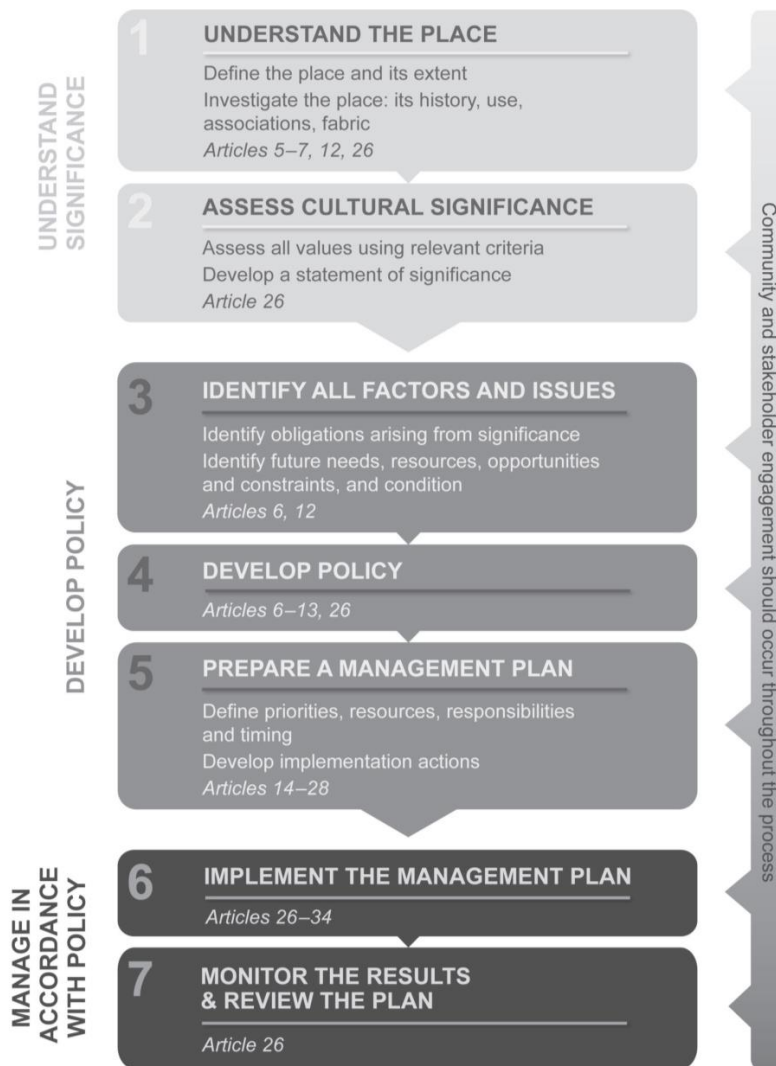 UNDERSTAND
SIGNIFICANCE
1
UNDERSTAND THE PLACE
Define the place and its extent
Investigate the place: its history, use,
associations, fabric
Articles 5–7, 12, 26
2
ASSESS CULTURAL SIGNIFICANCE
Assess all values using relevant criteria
Develop a statement of significance
Article 26
DEVELOP POLICY
3
IDENTIFY ALL FACTORS AND ISSUES
Identify obligations arising from significance
Identify future needs, resources, opportunities
and constraints, and condition
Articles 6, 12
4
DEVELOP POLICY
Articles 6–13, 26
5
PREPARE A MANAGEMENT PLAN
Define priorities, resources, responsibilities
and timing
Develop implementation actions
Articles 14–28
MANAGE IN
ACCORDANCE
WITH POLICY
6
IMPLEMENT THE MANAGEMENT PLAN
Articles 26–34
7
MONITOR THE RESULTS
& REVIEW THE PLAN
Article 26
Community and stakeholder engagement should occur throughout the process